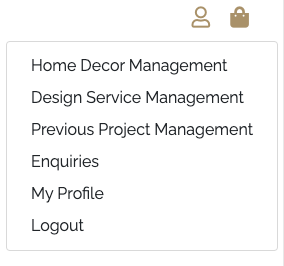 Home Decor Management
Design Service Management
Previous Project Management
Enquiries
My Profile
Logout